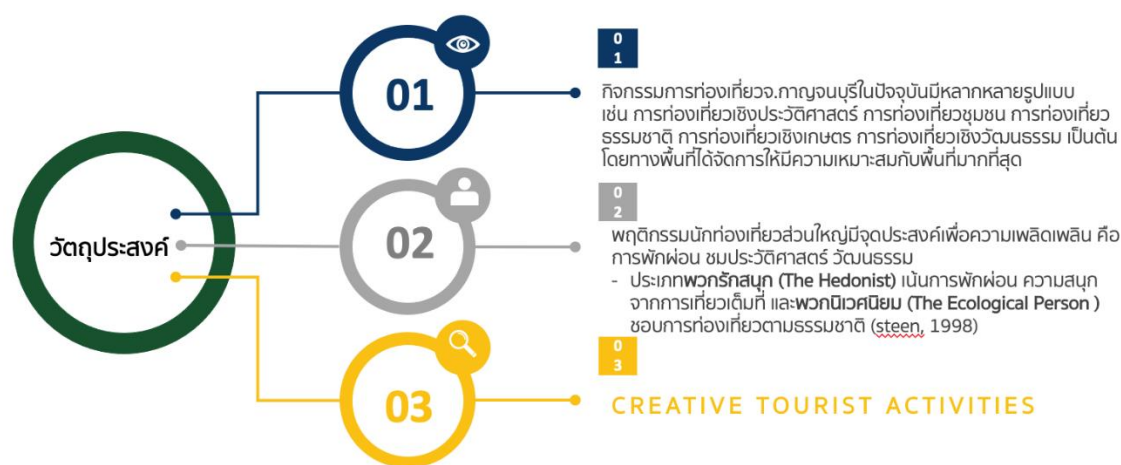 วัตถุประสงค์
01
0
1
กิจกรรมการท่องเที่ยวจ.กาญจนบุรีในปัจจุบันมีหลากหลายรูปแบบ
เช่น การท่องเที่ยวเชิงประวัติศาสตร์ การท่องเที่ยวชุมชน การท่องเที่ยว
ธรรมชาติ การท่องเที่ยวเชิงเกษตร การท่องเที่ยวเชิงวัฒนธรรม เป็นต้น
โดยทางพื้นที่ได้จัดการให้มีความเหมาะสมกับพื้นที่มากที่สุด
02
0
2
พฤติกรรมนักท่องเที่ยวส่วนใหญ่มีจุดประสงค์เพื่อความเพลิดเพลิน คือ
การพักผ่อน ชมประวัติศาสตร์ วัฒนธรรม
- ประเภทพวกรักสนุก (The Hedonist) เน้นการพักผ่อน ความสนุก
จากการเที่ยวเต็มที่ และพวกนิเวศนิยม (The Ecological Person )
ชอบการท่องเที่ยวตามธรรมชาติ (steen, 1998)
03
0
3
CREATIVE TOURIST ACTIVITIES